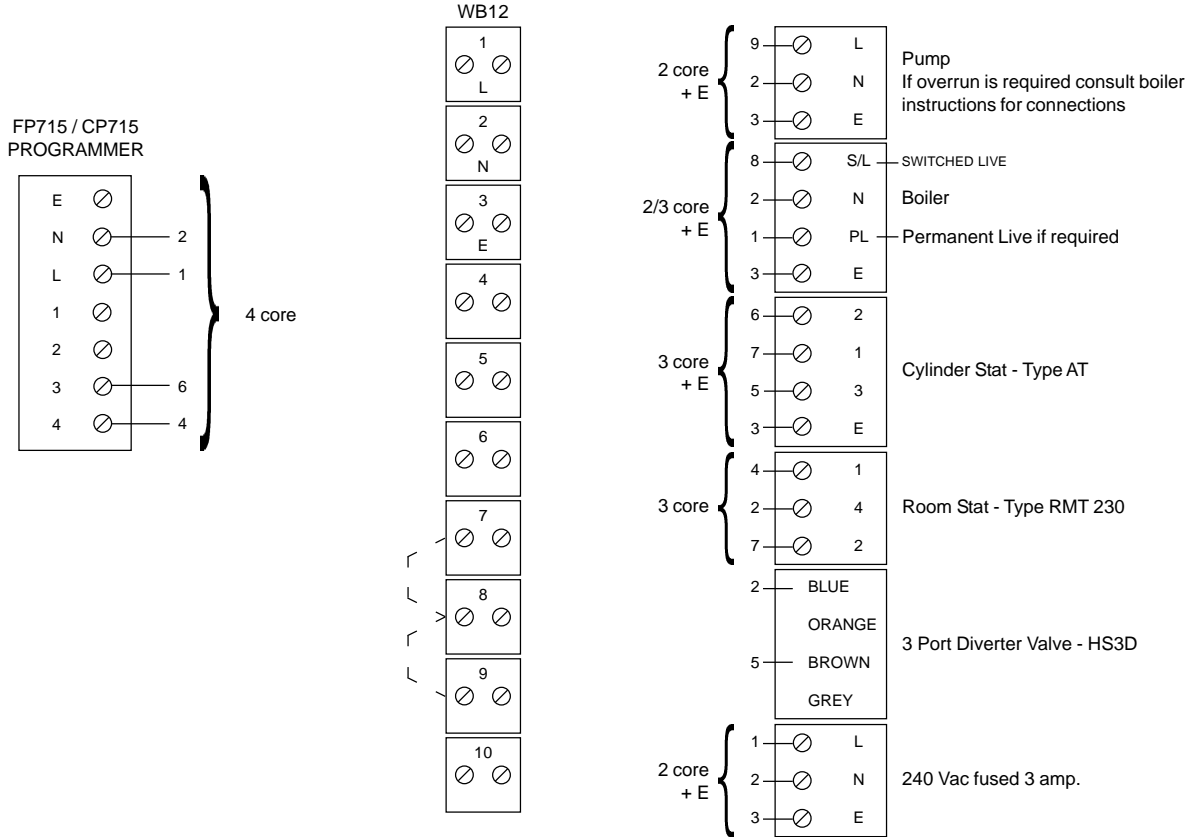 FP715 / CP715
PROGRAMMER
E
N 2
L 1
1
2
3 6
4 4
4 core
WB12
1
L
2
N
3
E
4
5
6
7
8
9
10
2 core
+ E
9 L
2 N
3 E
Pump
If overrun is required consult boiler
instructions for connections
2/3 core
+ E
8 S/L SWITCHED LIVE
2 N Boiler
1 PL Permanent Live if required
3 E
3 core
+ E
6 2
7 1
5 3
3 E
Cylinder Stat - Type AT
3 core
4 1
2 4
7 2
Room Stat - Type RMT 230
2 BLUE
ORANGE
5 BROWN
GREY
3 Port Diverter Valve - HS3D
2 core
+ E
1 L
2 N
3 E
240 Vac fused 3 amp.